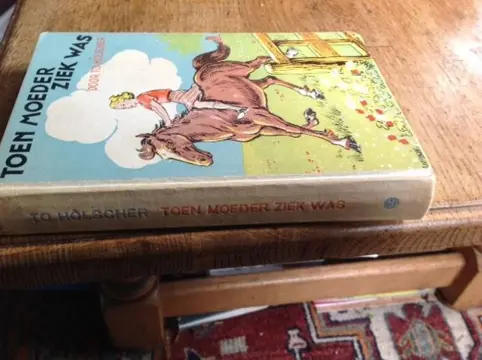 TOEN MOEDER
ZIEK WAS
DOOR TO HÖLSCHER
TO HÖLSCHER TOEN MOEDER ZIEK WAS